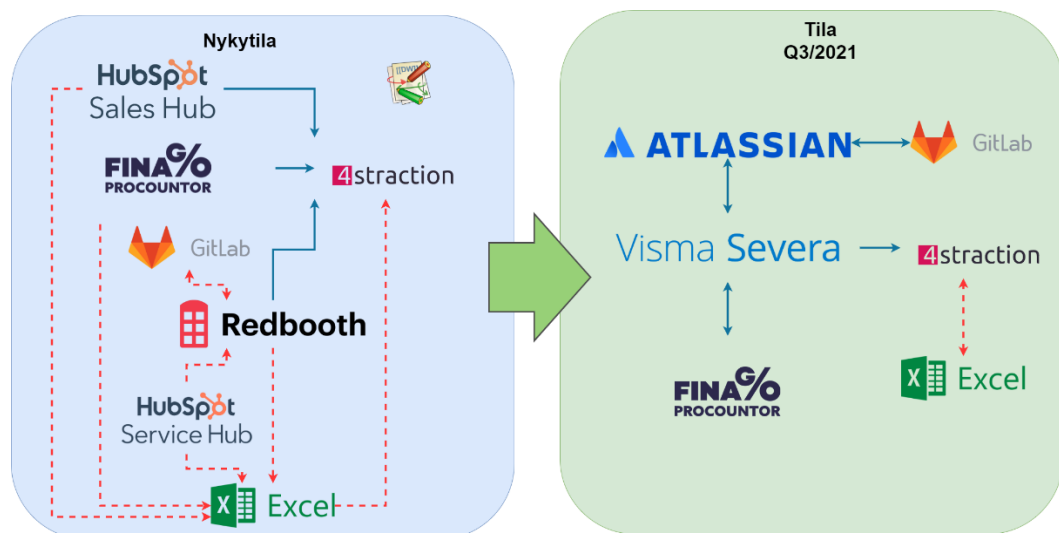 Nykytila
HubSpot
Sales Hub
FINAGO
PROCOUNTOR
4straction
GitLab
Redbooth
HubSpot
Service Hub
X
Excel
Tila
Q3/2021
ATLASSIAN
GitLab
Visma Severa
4straction
FINAGO
PROCOUNTOR
X
Excel